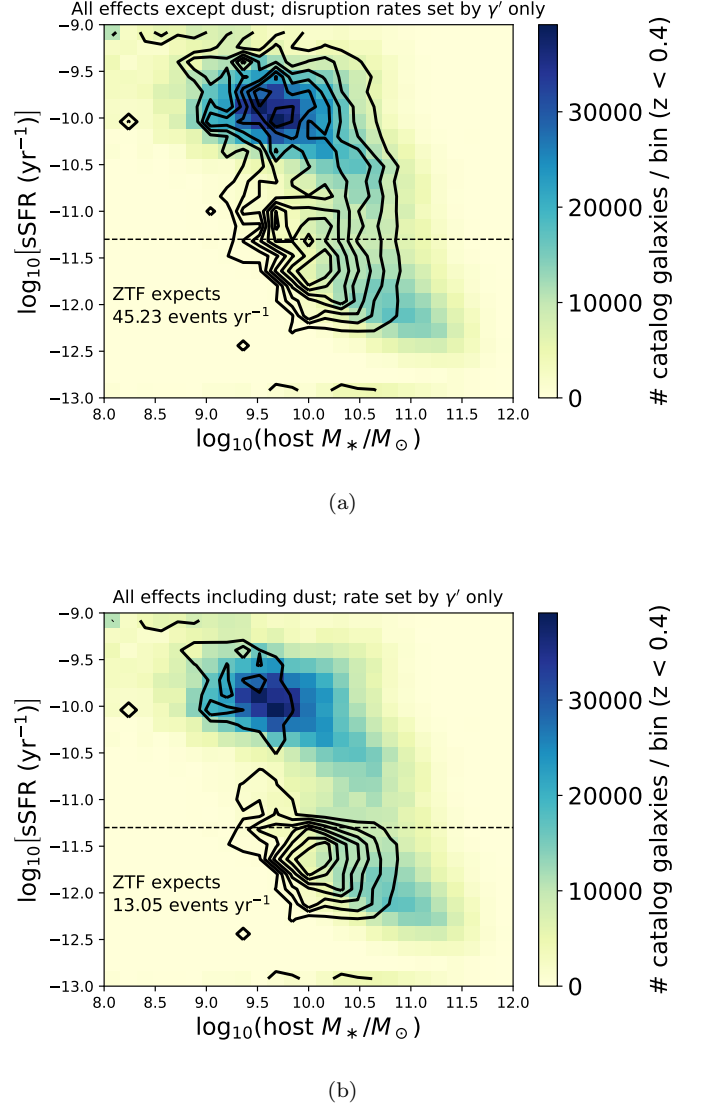 All effects except dust; disruption rates set by γ′ only
−9.0
−9.5
−10.0
−10.5
−11.0
−11.5
−12.0
−12.5
−13.0
log₁₀[sSFR (yr⁻¹)]
ZTF expects
45.23 events yr⁻¹
8.0 8.5 9.0 9.5 10.0 10.5 11.0 11.5 12.0
log₁₀(host M∗/M⊙)
30000
20000
10000
0
# catalog galaxies / bin (z < 0.4)
(a)
All effects including dust; rate set by γ′ only
−9.0
−9.5
−10.0
−10.5
−11.0
−11.5
−12.0
−12.5
−13.0
log₁₀[sSFR (yr⁻¹)]
ZTF expects
13.05 events yr⁻¹
8.0 8.5 9.0 9.5 10.0 10.5 11.0 11.5 12.0
log₁₀(host M∗/M⊙)
30000
20000
10000
0
# catalog galaxies / bin (z < 0.4)
(b)